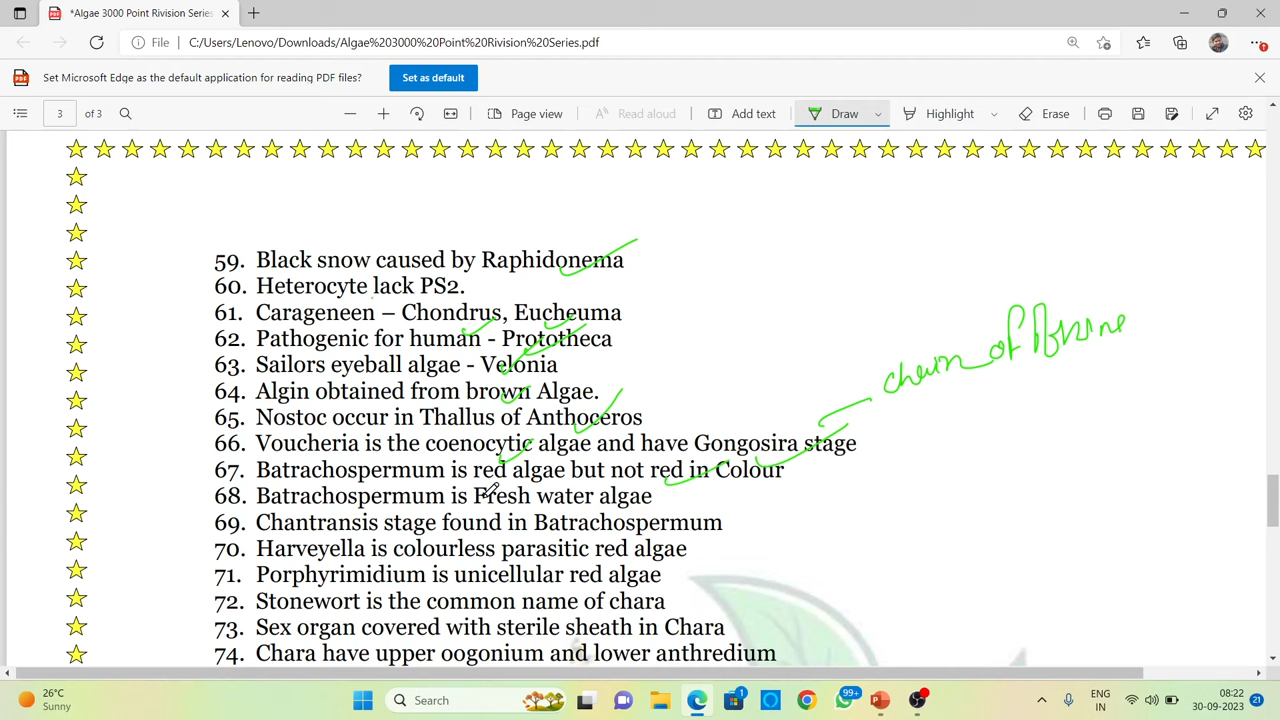 *Algae 3000 Point Rivision Series.
File
C:/Users/Lenovo/Downloads/Algae%203000%20Point%20Rivision%20Series.pdf
Set Microsoft Edge as the default application for reading PDF files?
Set as default
3 of 3
Page view
Read aloud
Add text
Draw
Highlight
Erase
59. Black snow caused by Raphidonema
60. Heterocyte lack PS2.
61. Carageneen – Chondrus, Eucheuma
62. Pathogenic for human - Prototheca
63. Sailors eyeball algae - Velonia
64. Algin obtained from brown Algae.
65. Nostoc occur in Thallus of Anthoceros
66. Voucheria is the coenocytic algae and have Gongosira stage
chain of
67. Batrachospermum is red algae but not red in Colour
68. Batrachospermum is Fresh water algae
69. Chantransis stage found in Batrachospermum
70. Harveyella is colourless parasitic red algae
71. Porphyrimidium is unicellular red algae
72. Stonewort is the common name of chara
73. Sex organ covered with sterile sheath in Chara
74. Chara have upper oogonium and lower anthredium
26°C
Sunny
Search
1
99+
ENG
IN
08:22
30-09-2023
21